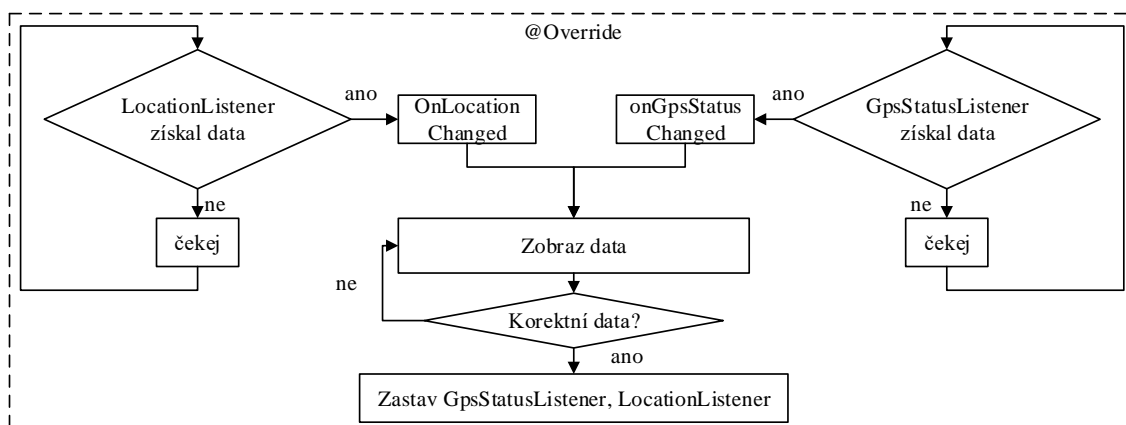 @Override
LocationListener
získal data
ano
OnLocation
Changed
onGpsStatus
Changed
ano
GpsStatusListener
získal data
ne
čekej
ne
čekej
Zobraz data
ne
Korektní data?
ano
Zastav GpsStatusListener, LocationListener